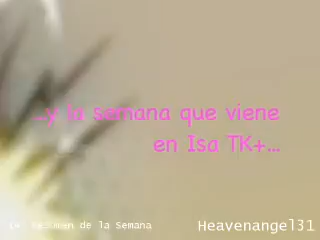 ...y la semana que viene
en Isa TK+...
Resumen de la Semana
Heavenangel31